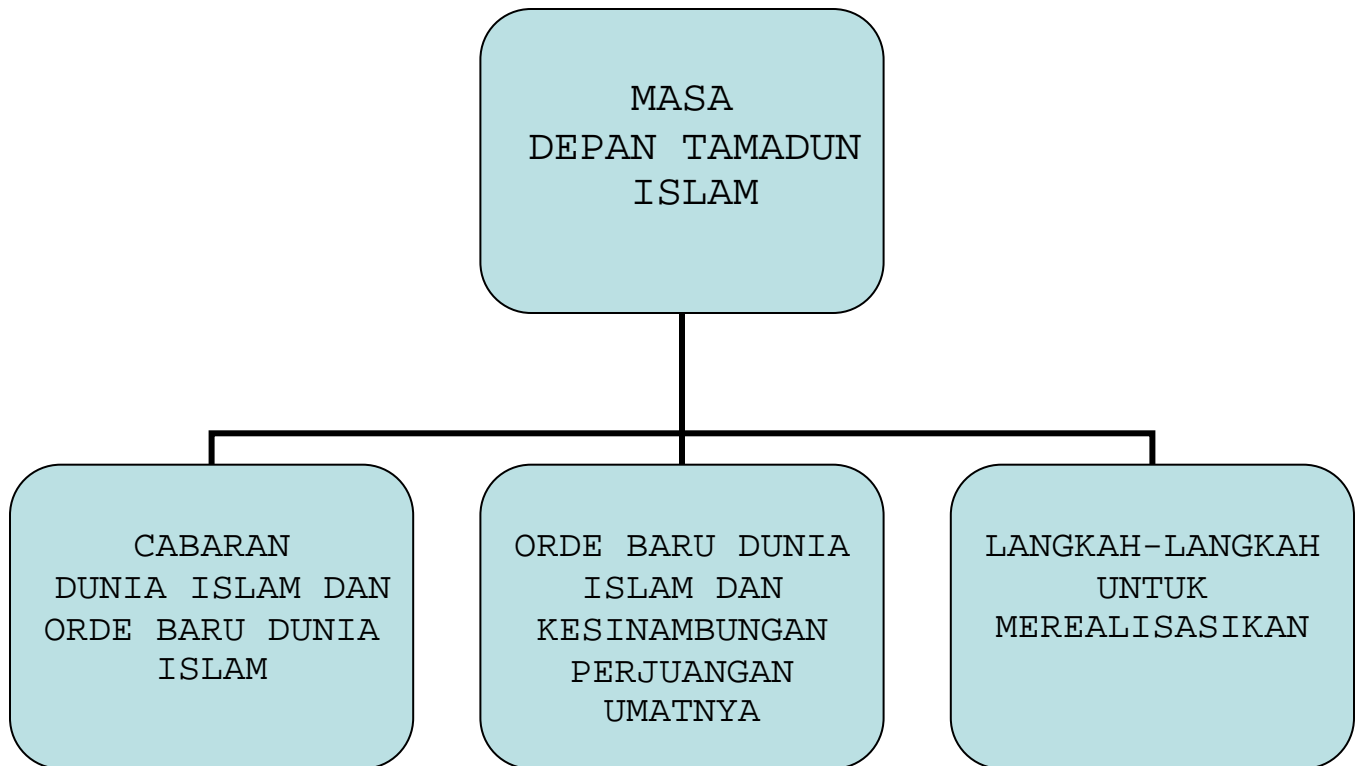 MASA
DEPAN TAMADUN
ISLAM
CABARAN
DUNIA ISLAM DAN
ORDE BARU DUNIA
ISLAM
ORDE BARU DUNIA
ISLAM DAN
KESINAMBUNGAN
PERJUANGAN
UMATNYA
LANGKAH-LANGKAH
UNTUK
MEREALISASIKAN